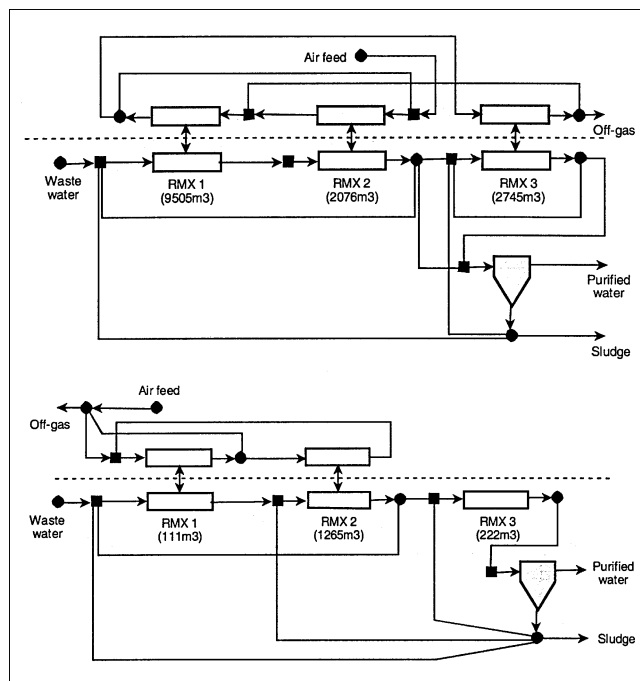 Air feed
Off-gas
Waste
water
RMX 1
(9505m3)
RMX 2
(2076m3)
RMX 3
(2745m3)
Purified
water
Sludge
Air feed
Off-gas
Waste
water
RMX 1
(111m3)
RMX 2
(1265m3)
RMX 3
(222m3)
Purified
water
Sludge